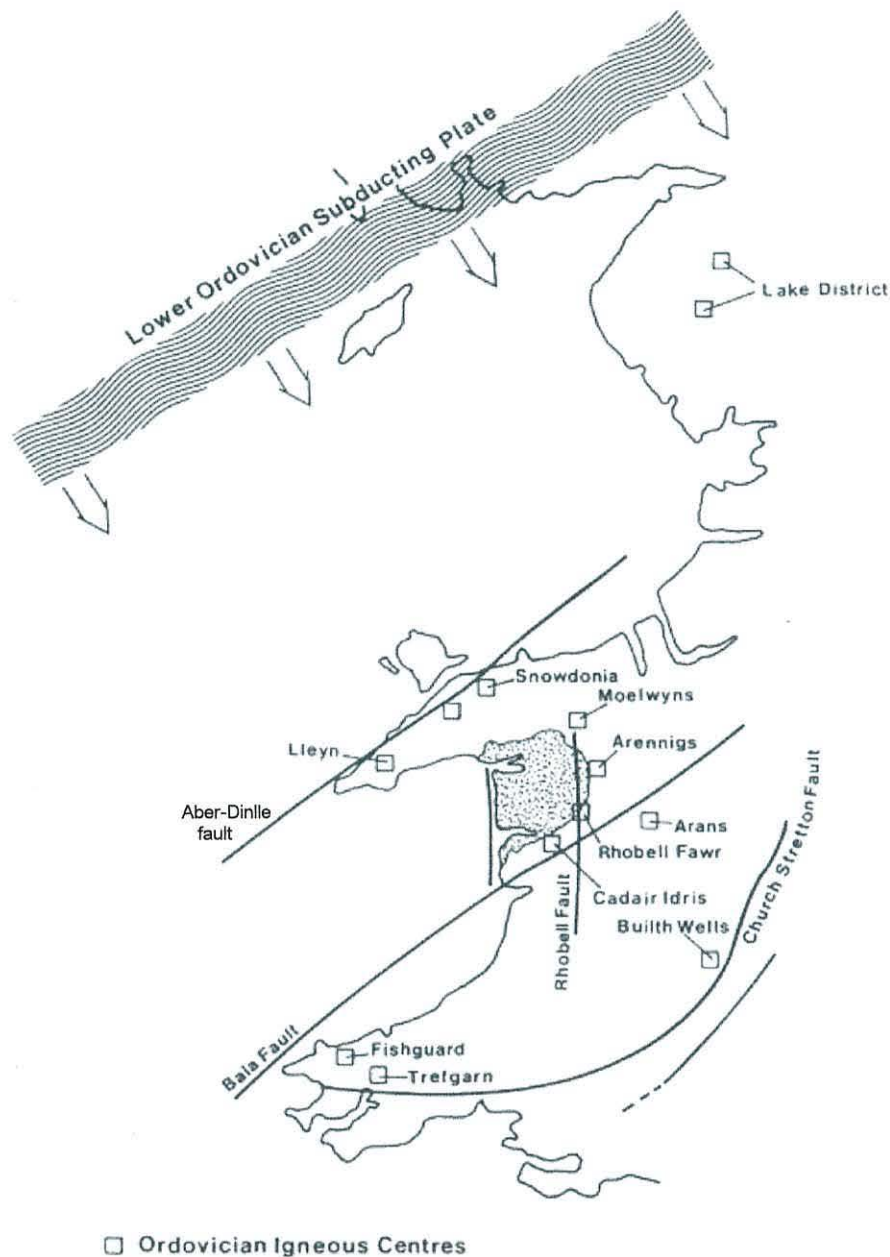 Lower Ordovician Subducting Plate
Lake District
Snowdonia
Moelwyns
Lleyn
Arennigs
Aber-Dinlle
fault
Arans
Rhobell Fawr
Cadair Idris
Builth Wells
Church Stretton Fault
Rhobell Fault
Bala Fault
Fishguard
Trefgarn
Ordovician Igneous Centres